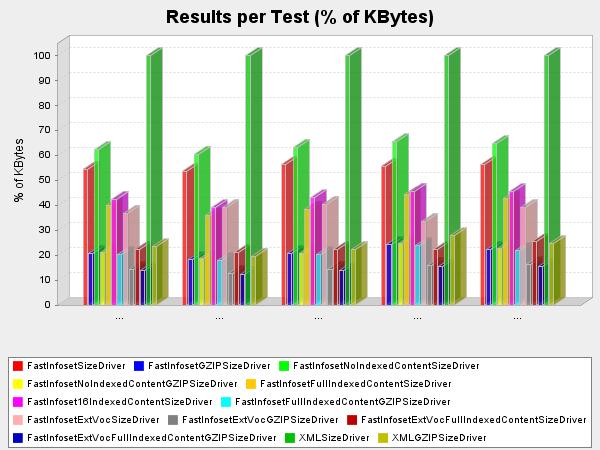 Results per Test (% of KBytes)
% of KBytes
100
90
80
70
60
50
40
30
20
10
0
... ... ... ... ...
FastInfosetSizeDriver FastInfosetGZIPSizeDriver FastInfosetNoIndexedContentSizeDriver
FastInfosetNoIndexedContentGZIPSizeDriver FastInfosetFullIndexedContentSizeDriver
FastInfoset16IndexedContentSizeDriver FastInfosetFullIndexedContentGZIPSizeDriver
FastInfosetExtVocSizeDriver FastInfosetExtVocGZIPSizeDriver FastInfosetExtVocFullIndexedContentSizeDriver
FastInfosetExtVocFullIndexedContentGZIPSizeDriver XMLSizeDriver XMLGZIPSizeDriver